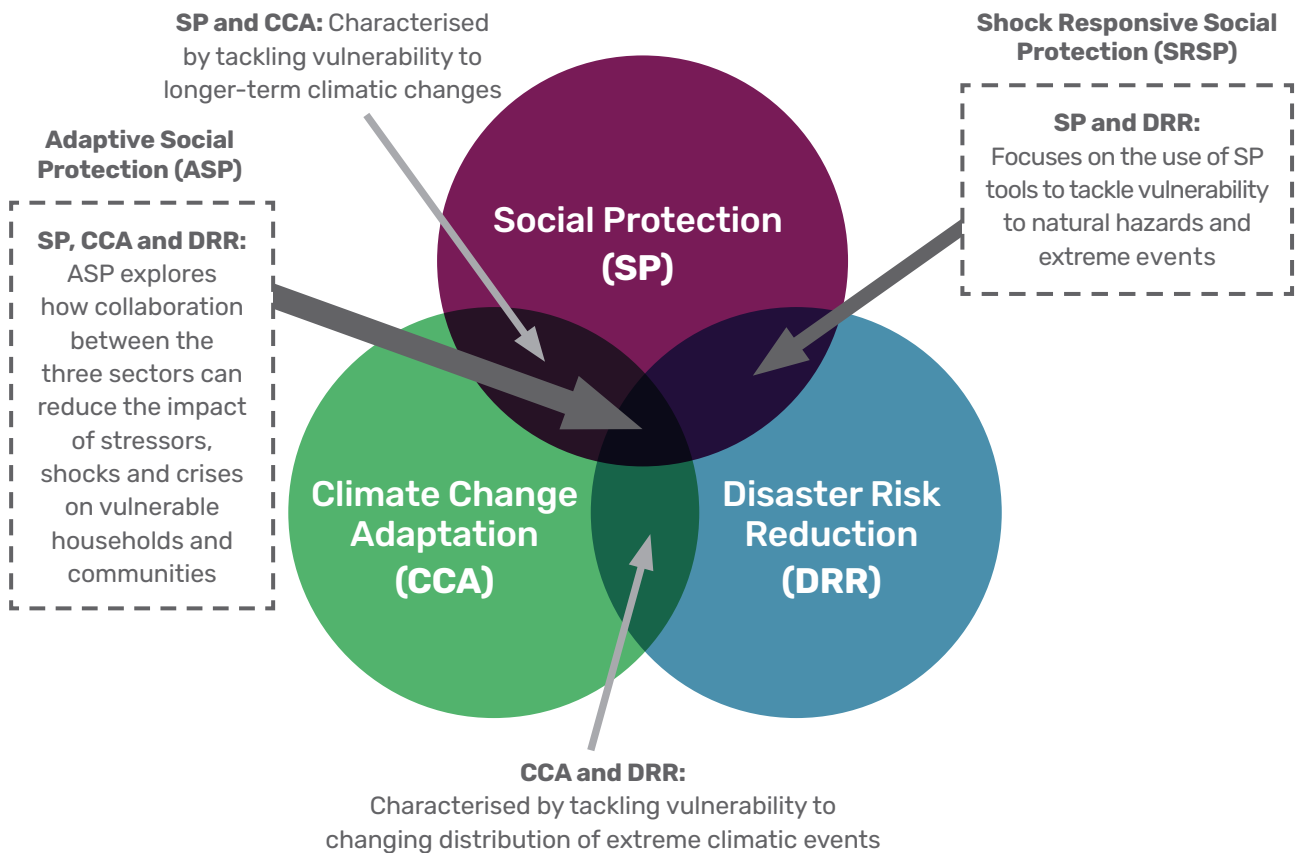 SP and CCA: Characterised
by tackling vulnerability to
longer-term climatic changes
Shock Responsive Social
Protection (SRSP)
SP and DRR:
Focuses on the use of SP
tools to tackle vulnerability
to natural hazards and
extreme events
Adaptive Social
Protection (ASP)
SP, CCA and DRR:
ASP explores
how collaboration
between the
three sectors can
reduce the impact
of stressors,
shocks and crises
on vulnerable
households and
communities
Social Protection
(SP)
Climate Change
Adaptation
(CCA)
Disaster Risk
Reduction
(DRR)
CCA and DRR:
Characterised by tackling vulnerability to
changing distribution of extreme climatic events